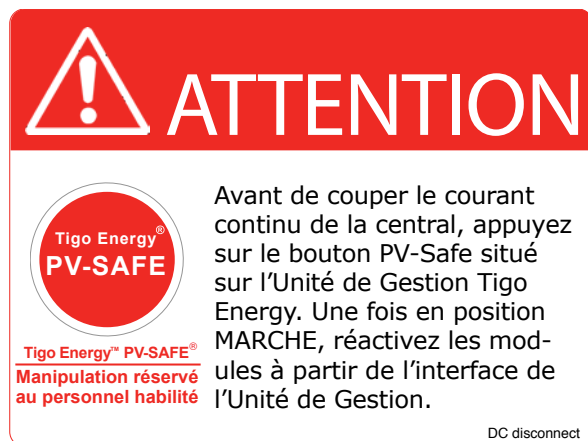 ATTENTION
Tigo Energy®
PV-SAFE
Tigo Energy™ PV-SAFE®
Manipulation réservé
au personnel habilité
Avant de couper le courant
continu de la central, appuyez
sur le bouton PV-Safe situé
sur l’Unité de Gestion Tigo
Energy. Une fois en position
MARCHE, réactivez les mod-
ules à partir de l’interface de
l’Unité de Gestion.
DC disconnect